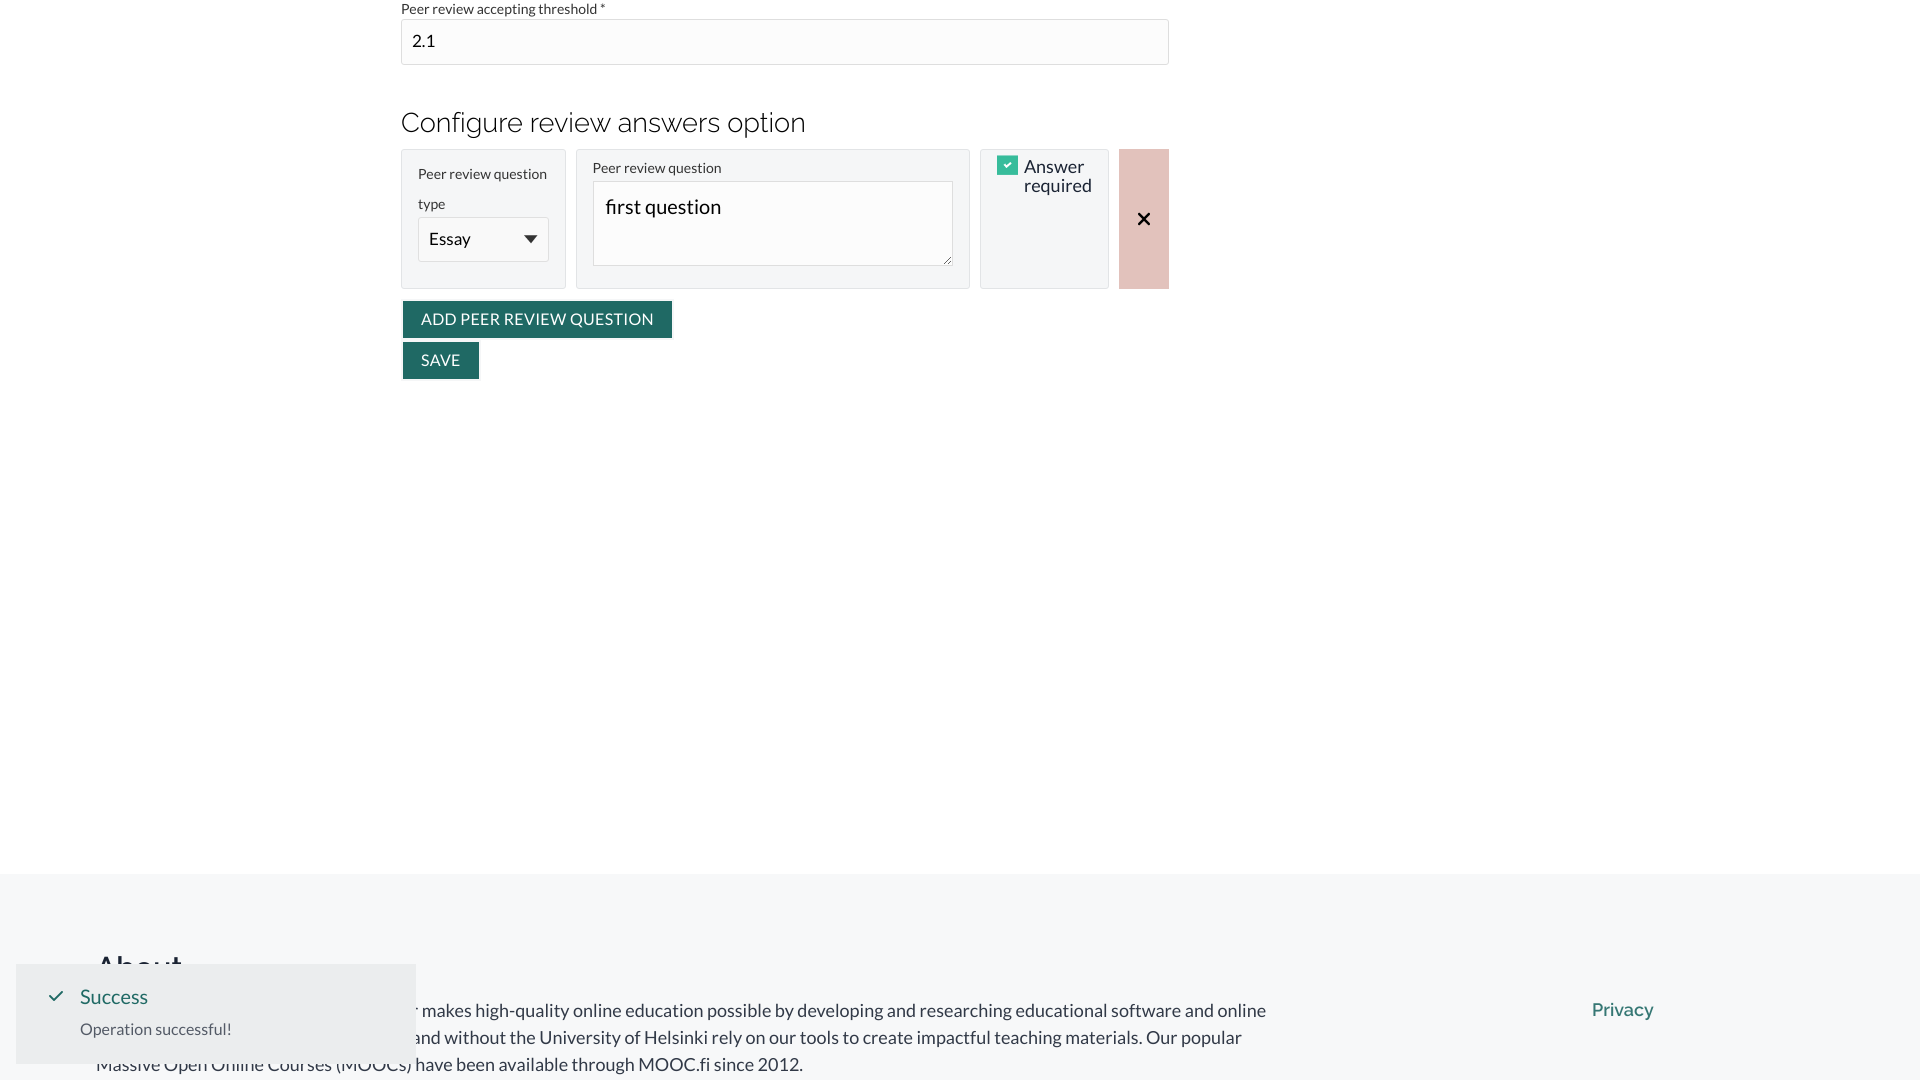 Peer review accepting threshold *
2.1
Configure review answers option
Peer review question
type
Essay
Peer review question
first question
Answer
required
ADD PEER REVIEW QUESTION
SAVE
About
Success
Operation successful!
makes high-quality online education possible by developing and researching educational software and online
and without the University of Helsinki rely on our tools to create impactful teaching materials. Our popular
Massive Open Online Courses (MOOCs) have been available through MOOC.fi since 2012.
Privacy